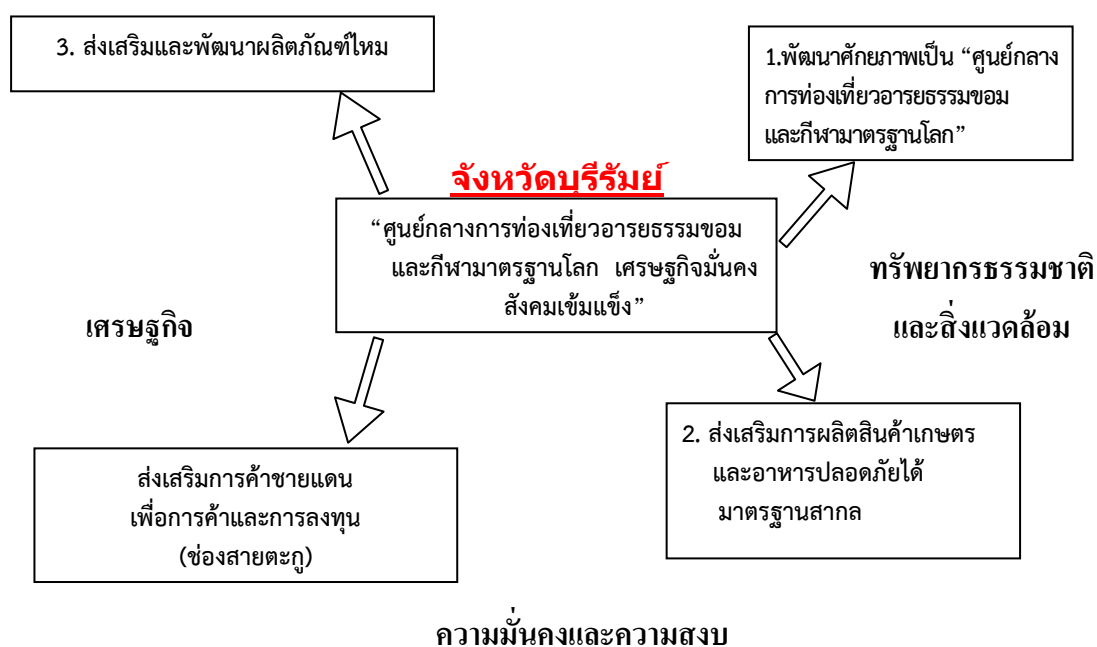 3. ส่งเสริมและพัฒนาผลิตภัณฑ์ไหม
1.พัฒนาศักยภาพเป็น “ศูนย์กลาง
การท่องเที่ยวอารยธรรมขอม
และกีฬามาตรฐานโลก”
จังหวัดบุรีรัมย์
“ศูนย์กลางการท่องเที่ยวอารยธรรมขอม
และกีฬามาตรฐานโลก เศรษฐกิจมั่นคง
สังคมเข้มแข็ง”
ทรัพยากรธรรมชาติ
และสิ่งแวดล้อม
เศรษฐกิจ
2. ส่งเสริมการผลิตสินค้าเกษตร
และอาหารปลอดภัยได้
มาตรฐานสากล
ส่งเสริมการค้าชายแดน
เพื่อการค้าและการลงทุน
(ช่องสายตะกู)
ความมั่นคงและความสงบ